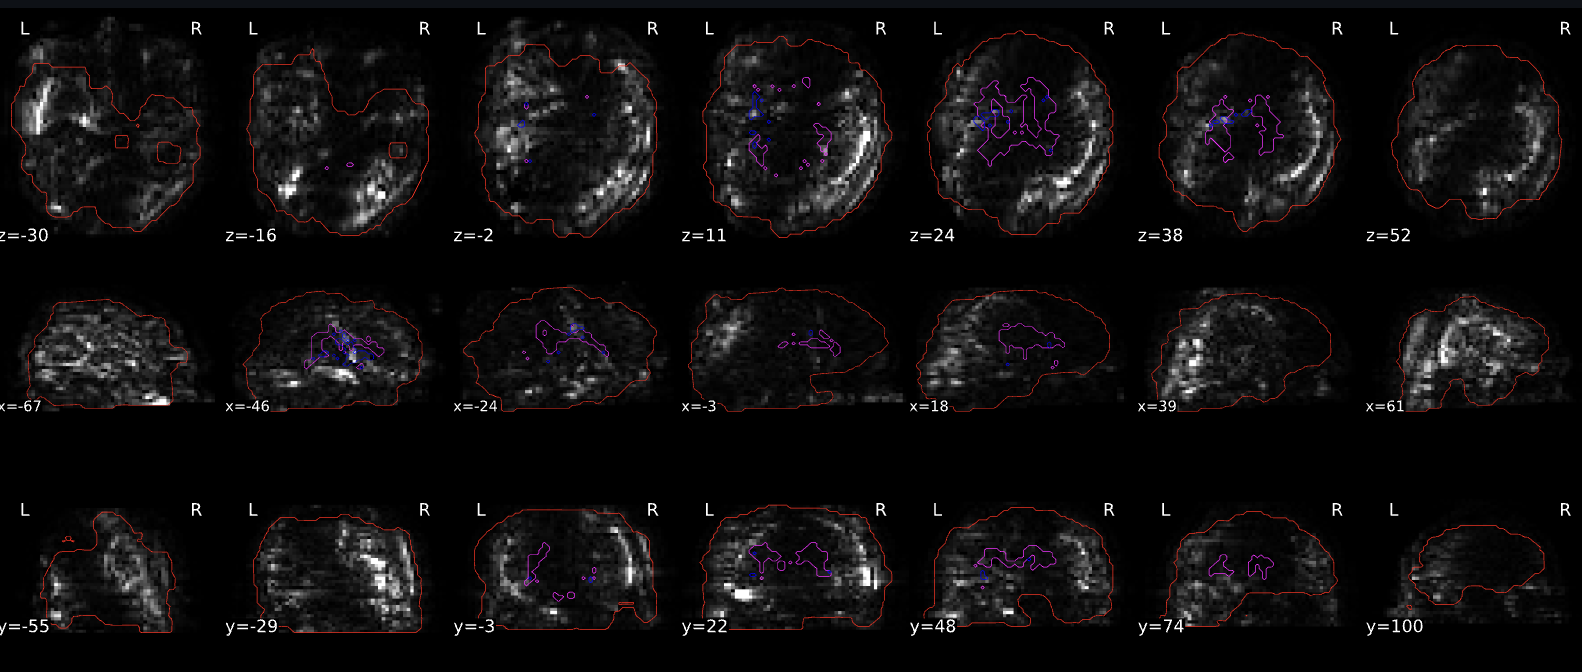 L R L R L R L R L R L R L R
z=-30 z=-16 z=-2 z=11 z=24 z=38 z=52
x=-67 x=-46 x=-24 x=-3 x=18 x=39 x=61
L R L R L R L R L R L R L R
y=-55 y=-29 y=-3 y=22 y=48 y=74 y=100